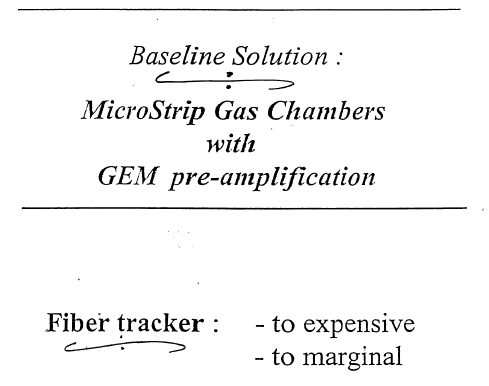 Baseline Solution :
MicroStrip Gas Chambers
with
GEM pre-amplification
Fiber tracker : - to expensive
- to marginal